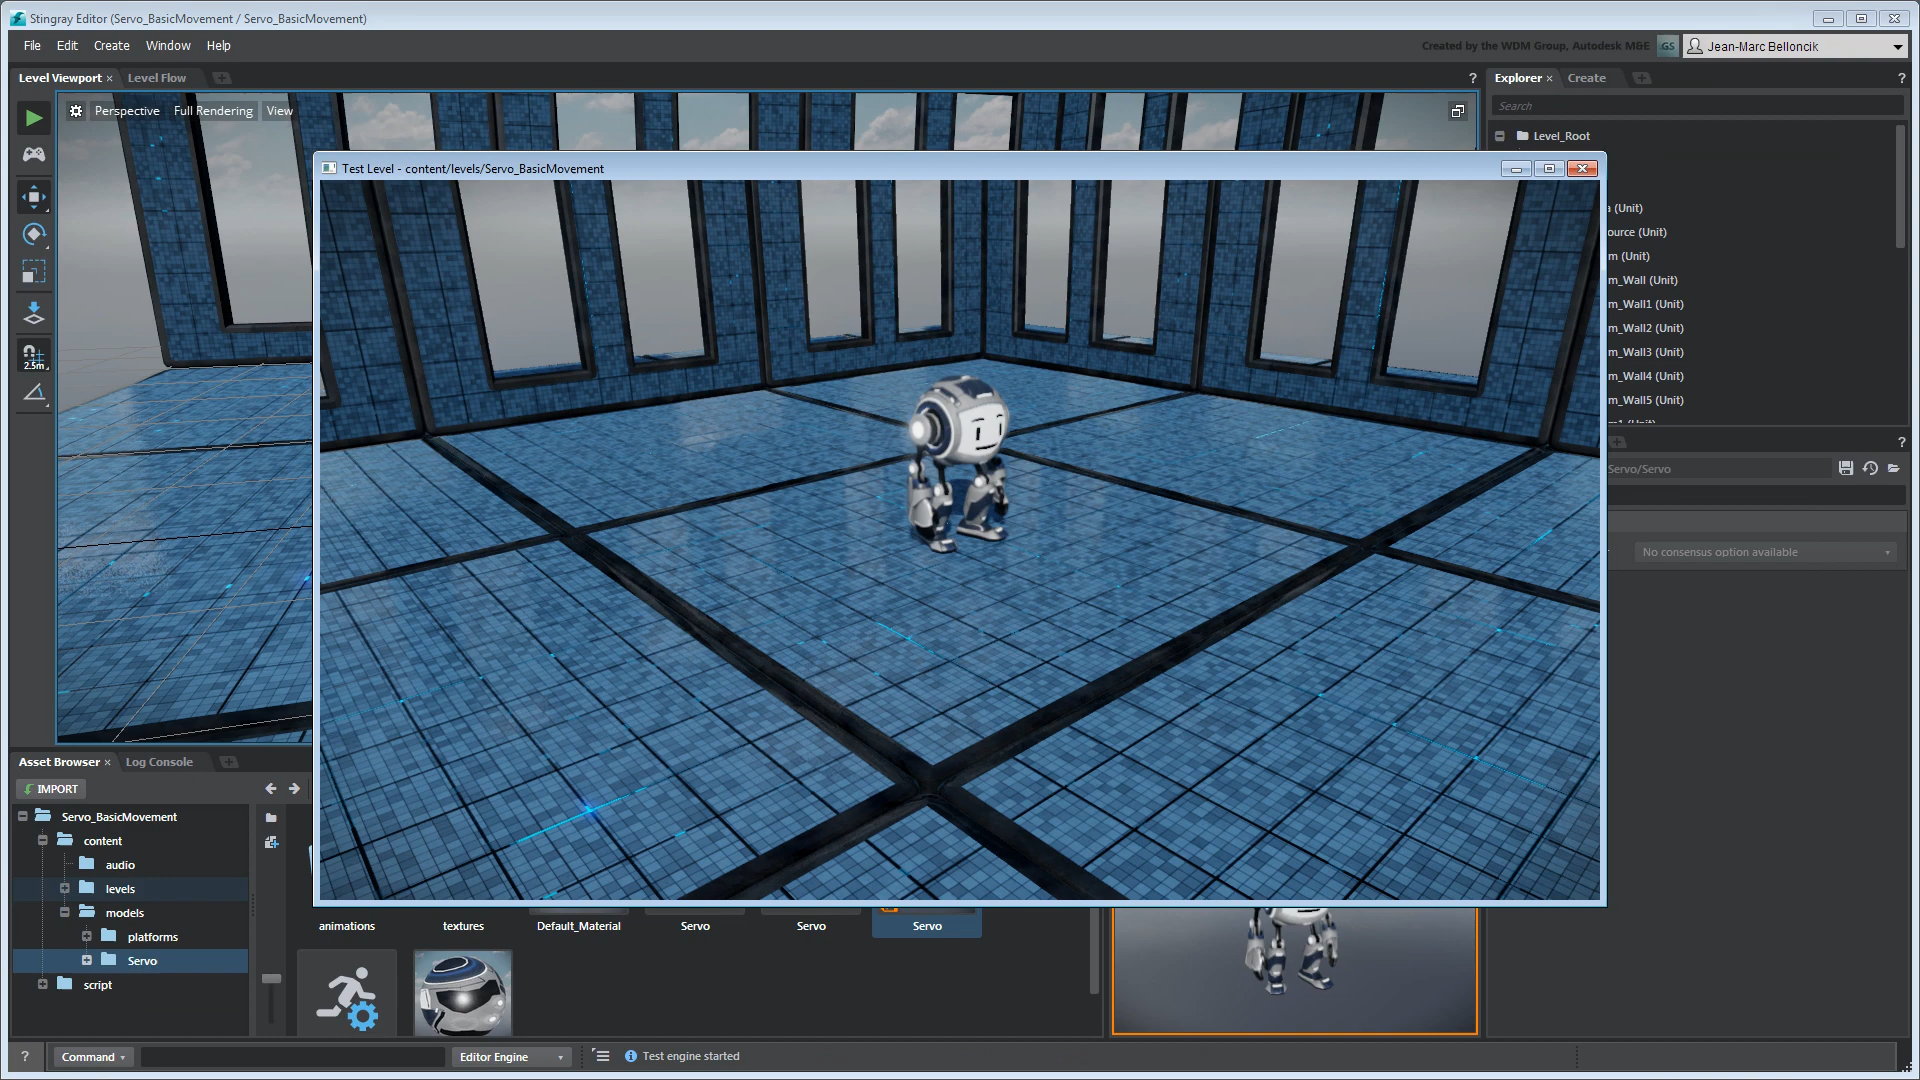 Stingray Editor (Servo_BasicMovement / Servo_BasicMovement)
File Edit Create Window Help
Created by the WDM Group, Autodesk M&E GS Jean-Marc Belloncik
Level Viewport Level Flow ?
Explorer Create ?
Perspective Full Rendering View
Search
Level_Root
Test Level - content/levels/Servo_BasicMovement
a (Unit)
ource (Unit)
m (Unit)
m_Wall (Unit)
m_Wall1 (Unit)
m_Wall2 (Unit)
m_Wall3 (Unit)
m_Wall4 (Unit)
m_Wall5 (Unit)
2.5m
?
Servo/Servo
No consensus option available
Asset Browser Log Console
IMPORT
Servo_BasicMovement
content
audio
levels
models
platforms
Servo
script
animations textures Default_Material Servo Servo Servo
? Command Editor Engine Test engine started